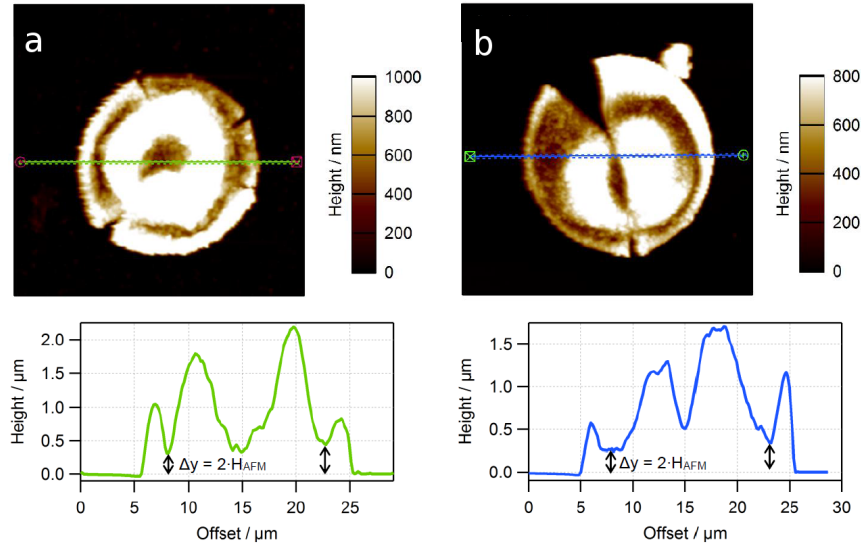 a
1000
800
600
400
200
0
Height / nm
b
800
600
400
200
0
Height / nm
2.0
1.5
1.0
0.5
0.0
Height / µm
Δy = 2·HAFM
0 5 10 15 20 25
Offset / µm
1.5
1.0
0.5
0.0
Height / µm
Δy = 2·HAFM
0 5 10 15 20 25 30
Offset / µm